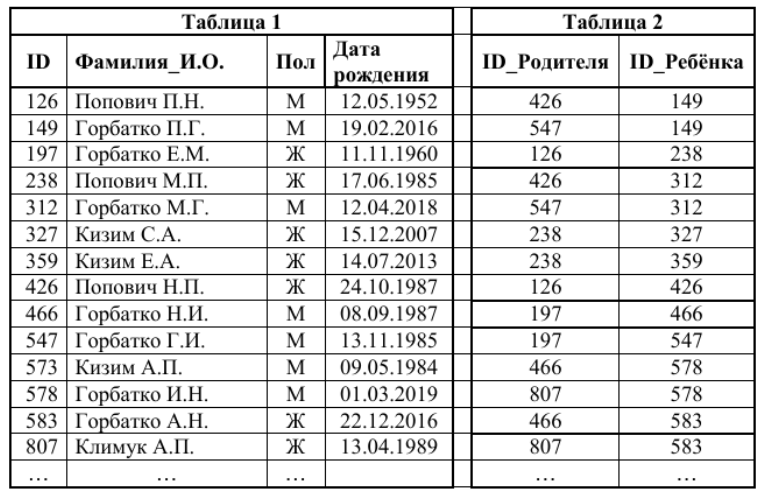 Таблица 1 Таблица 2
ID Фамилия_И.О. Пол Дата рождения ID_Родителя ID_Ребёнка
126 Попович П.Н. М 12.05.1952 426 149
149 Горбатко П.Г. М 19.02.2016 547 149
197 Горбатко Е.М. Ж 11.11.1960 126 238
238 Попович М.П. Ж 17.06.1985 426 312
312 Горбатко М.Г. М 12.04.2018 547 312
327 Кизим С.А. Ж 15.12.2007 238 327
359 Кизим Е.А. Ж 14.07.2013 238 359
426 Попович Н.П. Ж 24.10.1987 126 426
466 Горбатко Н.И. М 08.09.1987 197 466
547 Горбатко Г.И. М 13.11.1985 197 547
573 Кизим А.П. М 09.05.1984 466 578
578 Горбатко И.Н. М 01.03.2019 807 578
583 Горбатко А.Н. Ж 22.12.2016 466 583
807 Климук А.П. Ж 13.04.1989 807 583
… … … … …